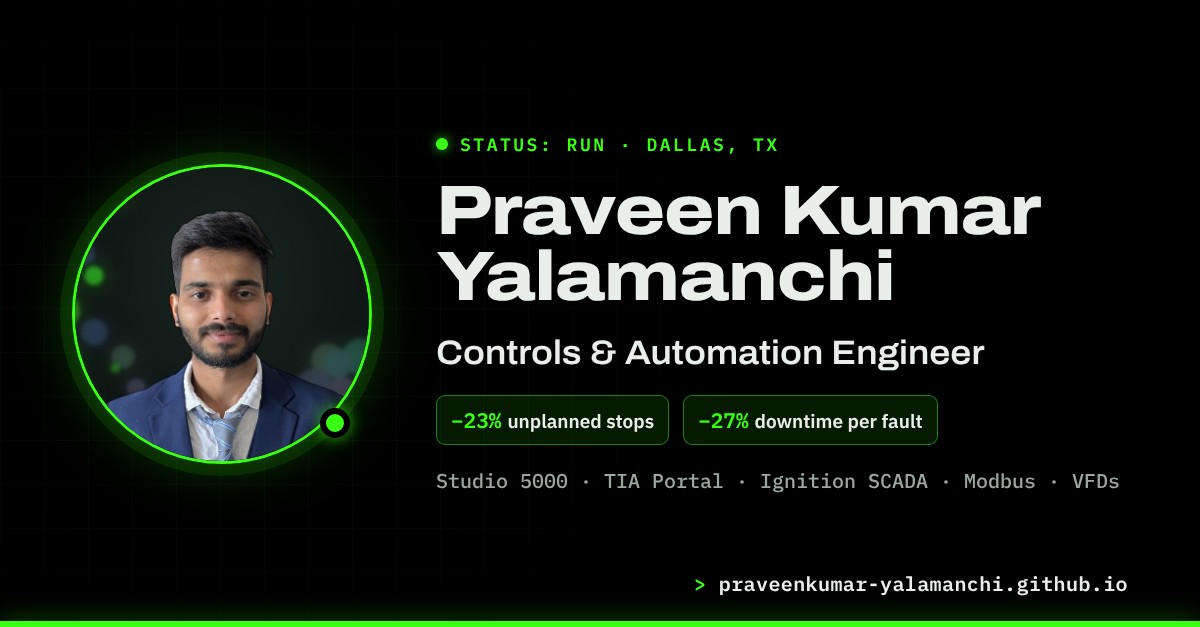 STATUS: RUN · DALLAS, TX
Praveen Kumar
Yalamanchi
Controls & Automation Engineer
−23% unplanned stops
−27% downtime per fault
Studio 5000 · TIA Portal · Ignition SCADA · Modbus · VFDs
> praveenkumar-yalamanchi.github.io